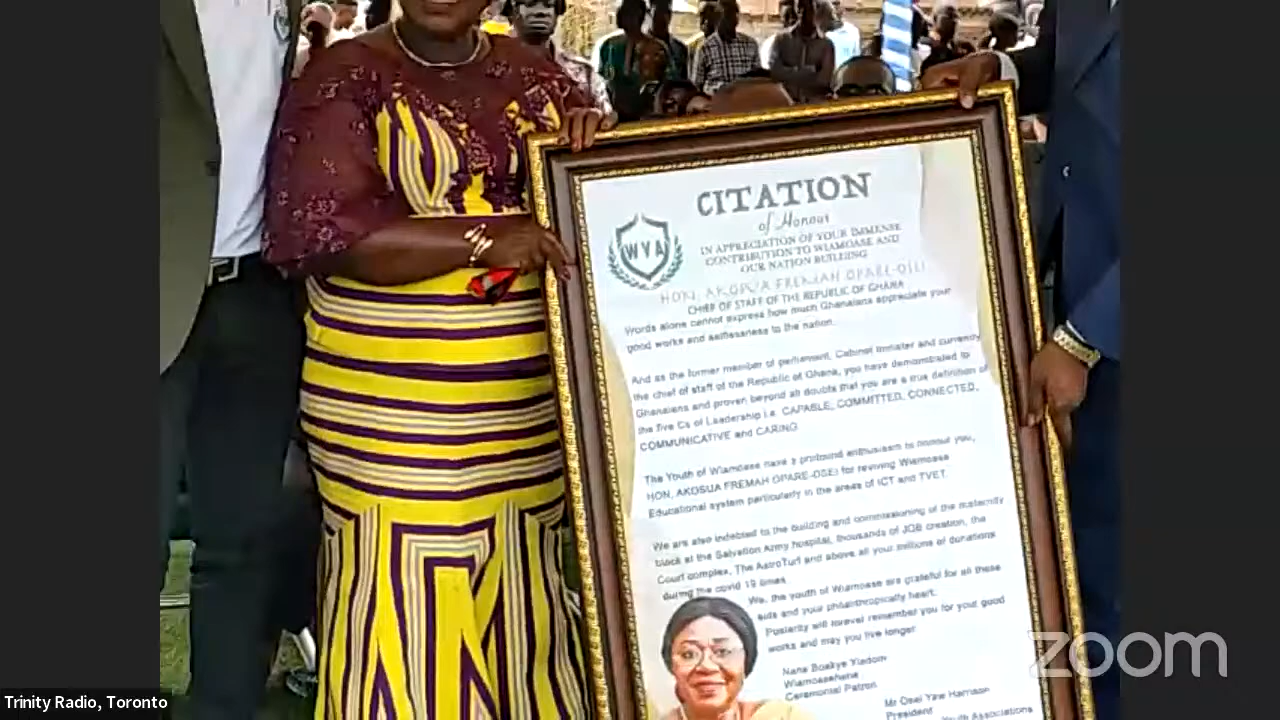 CITATION
of Honour
WYA
IN APPRECIATION OF YOUR IMMENSE
CONTRIBUTION TO WIAMOASE AND
OUR NATION BUILDING
HON. AKOSUA FREMAH OPARE-OSEI
CHIEF OF STAFF OF THE REPUBLIC OF GHANA
Words alone cannot express how much Ghanaians appreciate your
good works and selflessness to the nation.
And as the former member of parliament, Cabinet minister and currency
the chief of staff of the Republic of Ghana, you have demonstrated to
Ghanaians and proven beyond all doubts that you are a true definition of
the five Cs of Leadership i.e. CAPABLE, COMMITTED, CONNECTED,
COMMUNICATIVE and CARING.
The Youth of Wiamoase have a profound enthusiasm to honour you,
HON, AKOSUA FREMAH OPARE-OSEI for reviving Wiamoase
Educational system particularly in the areas of ICT and TVET.
We are also indebted to the building and commissioning of the maternity
block at the Salvation Army hospital, thousands of JOB creation, the
Court complex, The AstroTurf and above all your millions of donations
during the covid 19 times
We, the youth of Wiamoase are grateful for all these
and your philanthropically heart.
Posterity will forever remember you for your good
works and may you live longer.
Nana Boakye Yiadom
Wiamoasehene
Ceremonial Patron
Mr Osei Yaw Harrison
President
Youth Associations
zoom
Trinity Radio, Toronto